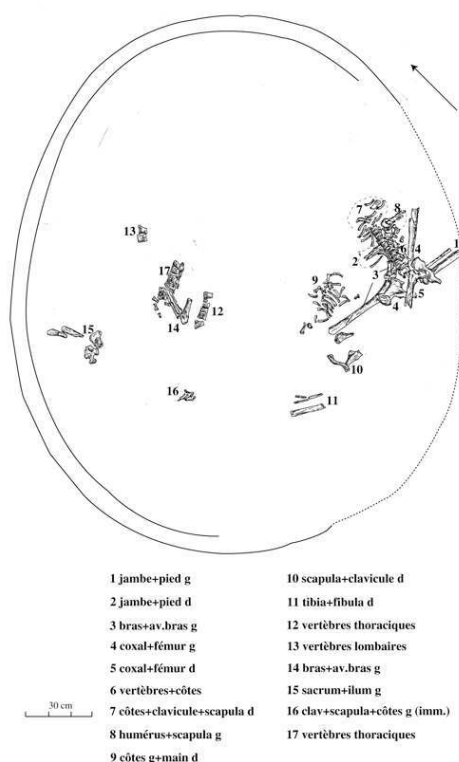 7
8
13
6
4
1
2
17
3
9
5
4
12
14
15
10
16
11
1 jambe+pied g
2 jambe+pied d
3 bras+av.bras g
4 coxal+fémur g
5 coxal+fémur d
6 vertèbres+côtes
7 côtes+clavicule+scapula d
8 humérus+scapula g
9 côtes g+main d
10 scapula+clavicule d
11 tibia+fibula d
12 vertèbres thoraciques
13 vertèbres lombaires
14 bras+av.bras g
15 sacrum+ilum g
16 clav+scapula+côtes g (imm.)
17 vertèbres thoraciques
30 cm